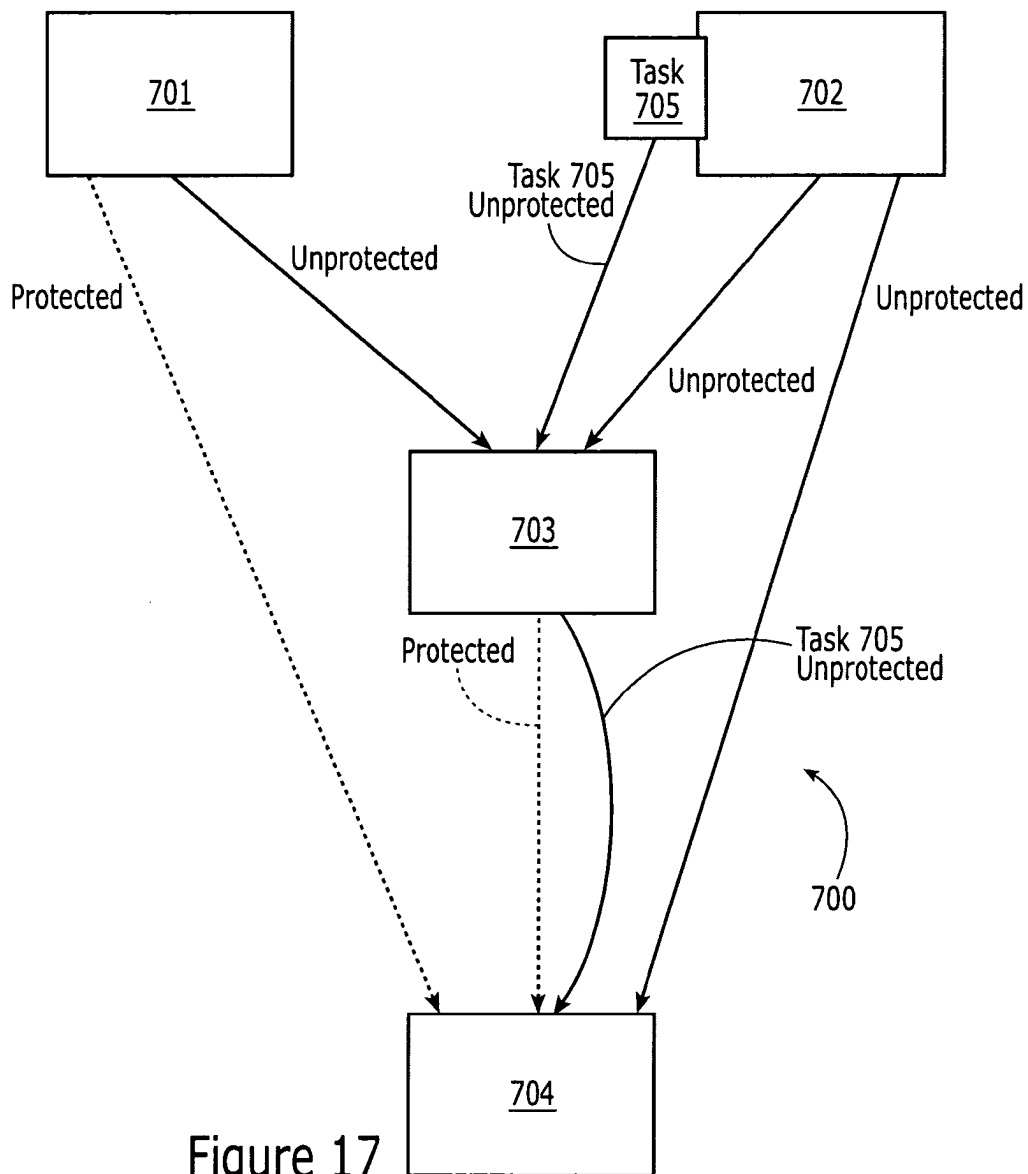 701
Task
705
702
Task 705
Unprotected
Unprotected
Protected
Unprotected
Unprotected
703
Protected
Task 705
Unprotected
700
704
Figure 17